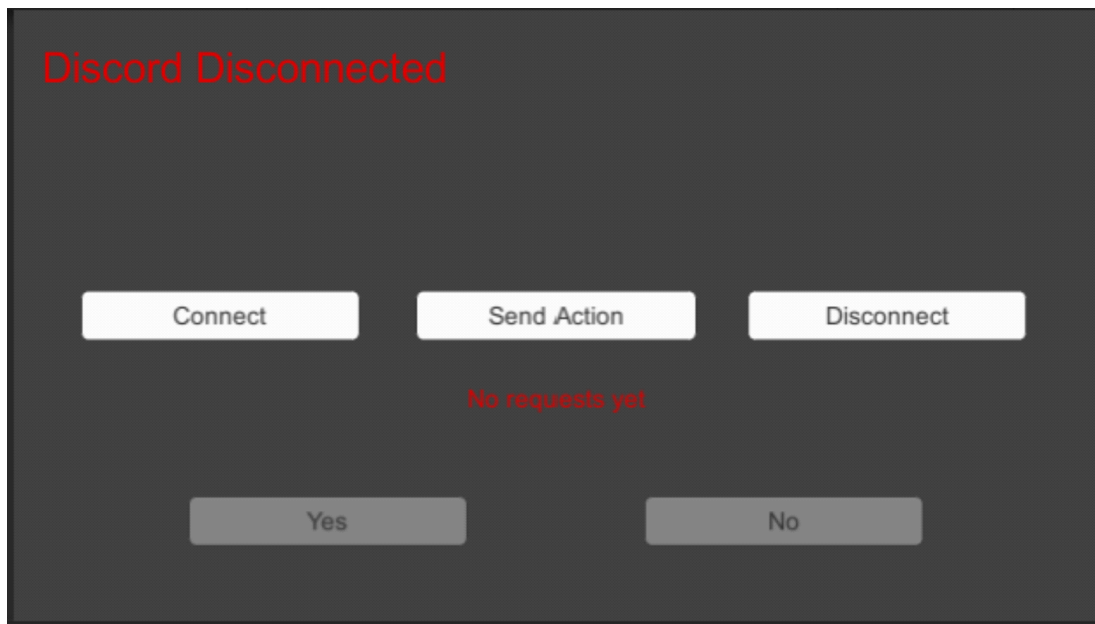 Discord Disconnected
Connect
Send Action
Disconnect
No requests yet
Yes
No